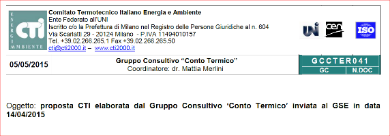 Comitato Termotecnico Italiano Energia e Ambiente
Ente Federato all'UNI
Iscritto c/o la Prefettura di Milano nel Registro delle Persone Giuridiche al n. 604
Via Scarlatti 29 - 20124 Milano - P.IVA 11494010157
Tel. +39.02.266.265.1 Fax +39.02.266.265.50
cti@cti2000.it – www.cti2000.it
cti
ENERGIA E
AMBIENTE
UNI
ISO
05/05/2015
Gruppo Consultivo "Conto Termico"
Coordinatore: dr. Mattia Merlini
GCCTER041
GC N.DOC
Oggetto: proposta CTI elaborata dal Gruppo Consultivo 'Conto Termico' inviata al GSE in data
14/04/2015